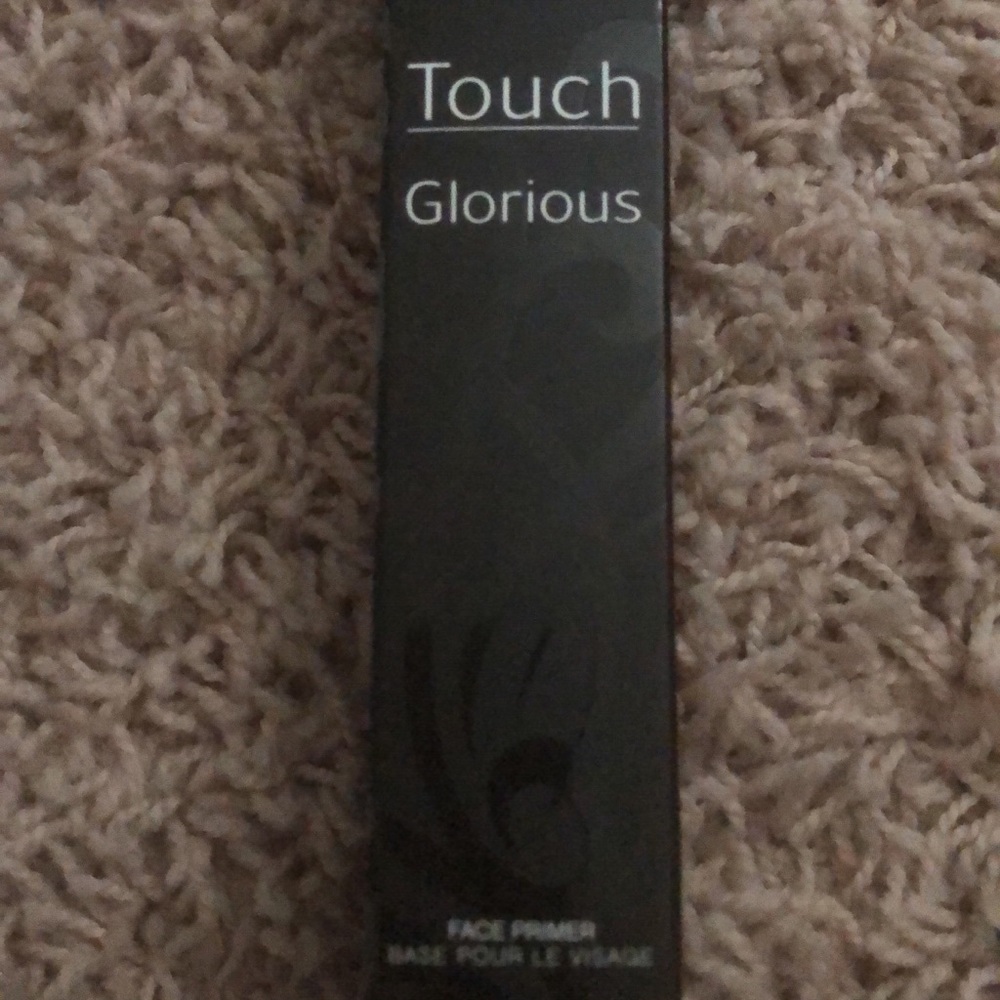 Touch
Glorious
FACE PRIMER
BASE POUR LE VISAGE